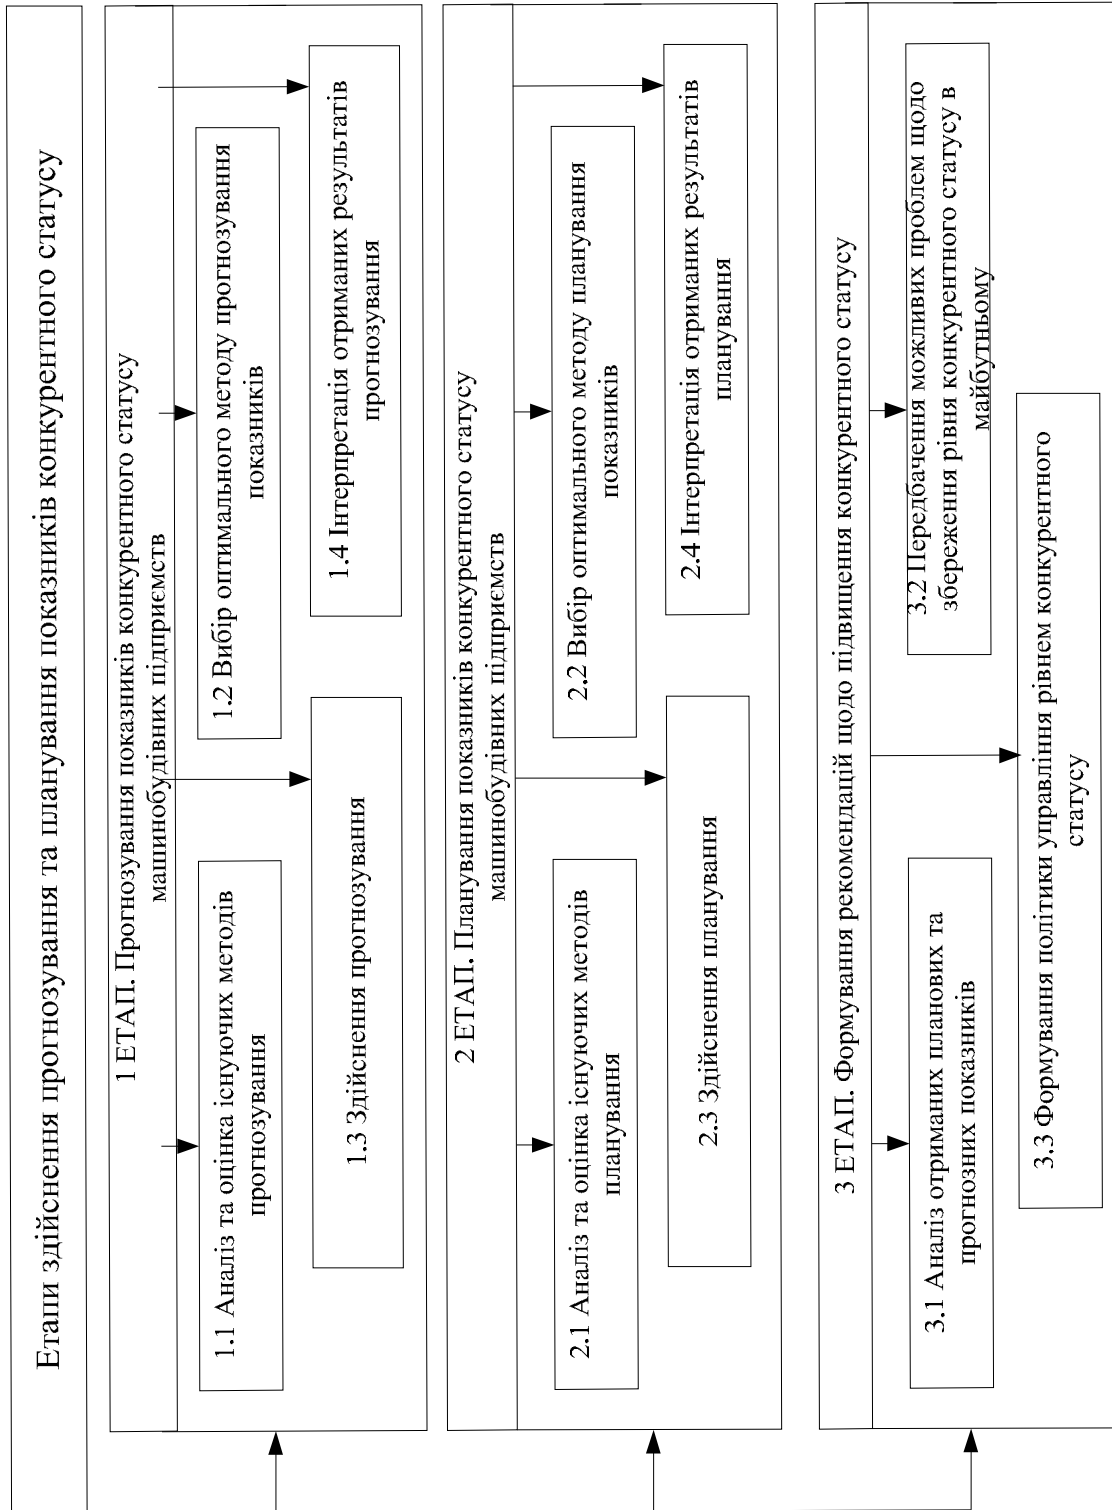 Етапи здійснення прогнозування та планування показників конкурентного статусу
1 ЕТАП. Прогнозування показників конкурентного статусу
машинобудівних підприємств
1.1 Аналіз та оцінка існуючих методів
прогнозування
1.2 Вибір оптимального методу прогнозування
показників
1.3 Здійснення прогнозування
1.4 Інтерпретація отриманих результатів
прогнозування
2 ЕТАП. Планування показників конкурентного статусу
машинобудівних підприємств
2.1 Аналіз та оцінка існуючих методів
планування
2.2 Вибір оптимального методу планування
показників
2.3 Здійснення планування
2.4 Інтерпретація отриманих результатів
планування
3 ЕТАП. Формування рекомендацій щодо підвищення конкурентного статусу
3.1 Аналіз отриманих планових та
прогнозних показників
3.2 Передбачення можливих проблем щодо
збереження рівня конкурентного статусу в
майбутньому
3.3 Формування політики управління рівнем конкурентного
статусу